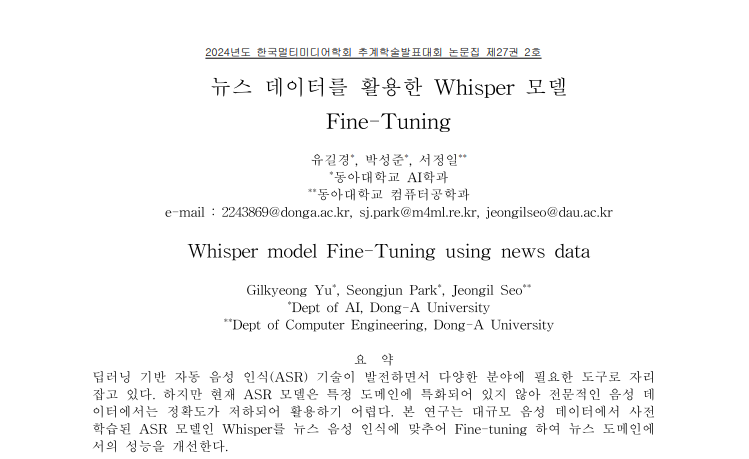 2024년도 한국멀티미디어학회 추계학술발표대회 논문집 제27권 2호
뉴스 데이터를 활용한 Whisper 모델
Fine-Tuning
유길경*, 박성준*, 서정일**
*동아대학교 AI학과
**동아대학교 컴퓨터공학과
e-mail : 2243869@donga.ac.kr, sj.park@m4ml.re.kr, jeongilseo@dau.ac.kr
Whisper model Fine-Tuning using news data
Gilkyeong Yu*, Seongjun Park*, Jeongil Seo**
*Dept of AI, Dong-A University
**Dept of Computer Engineering, Dong-A University
요 약
딥러닝 기반 자동 음성 인식(ASR) 기술이 발전하면서 다양한 분야에 필요한 도구로 자리
잡고 있다. 하지만 현재 ASR 모델은 특정 도메인에 특화되어 있지 않아 전문적인 음성 데
이터에서는 정확도가 저하되어 활용하기 어렵다. 본 연구는 대규모 음성 데이터에서 사전
학습된 ASR 모델인 Whisper를 뉴스 음성 인식에 맞추어 Fine-tuning 하여 뉴스 도메인에
서의 성능을 개선한다.